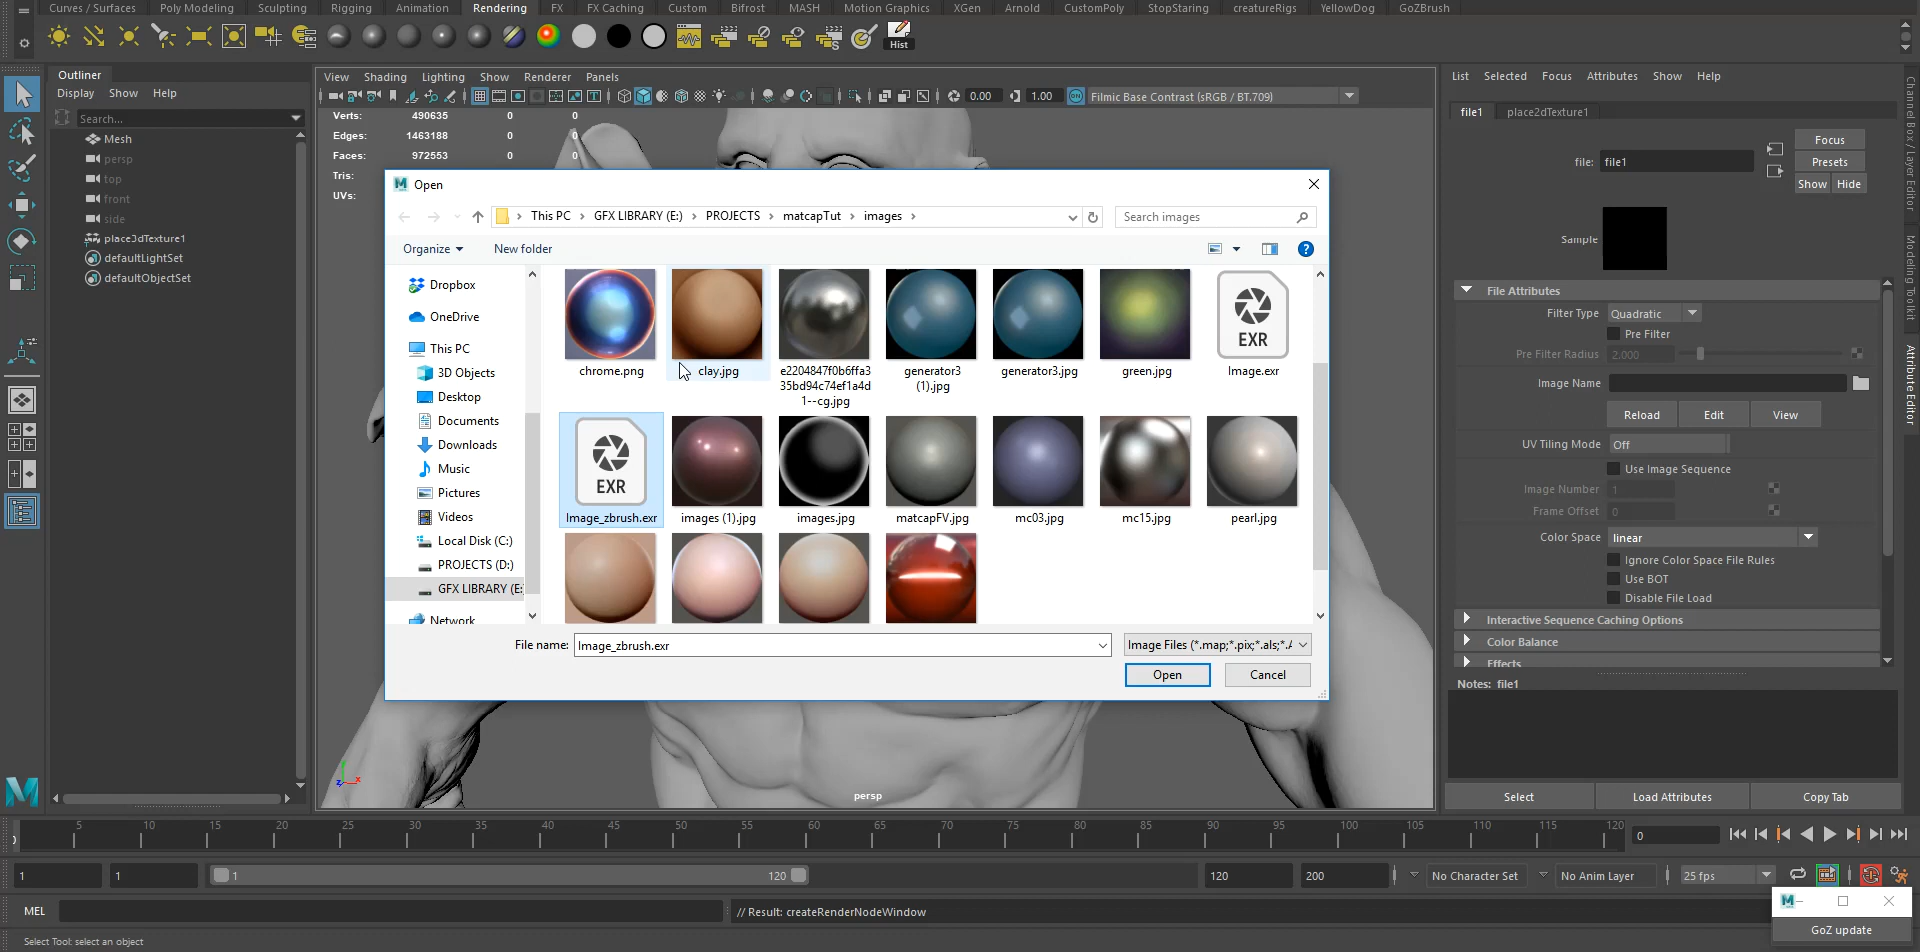 Curves / Surfaces Poly Modeling Sculpting Rigging Animation Rendering FX FX Caching Custom Bifrost MASH Motion Graphics XGen Arnold CustomPoly StopStaring creatureRigs YellowDog GoZBrush
Hist
Outliner
Display Show Help
Search...
Mesh
persp
top
front
side
place3dTexture1
defaultLightSet
defaultObjectSet
View Shading Lighting Show Renderer Panels
0.00 1.00 ON Filmic Base Contrast (sRGB / BT.709)
Verts: 490635 0 0
Edges: 1463188 0 0
Faces: 972553 0 0
Tris:
UVs:
Open
This PC > GFX LIBRARY (E:) > PROJECTS > matcapTut > images >
Search images
Organize New folder
Dropbox
OneDrive
This PC
3D Objects
Desktop
Documents
Downloads
Music
Pictures
Videos
Local Disk (C:)
PROJECTS (D:)
GFX LIBRARY (E:
Network
EXR
chrome.png clay.jpg e2204847f0b6ffa3 generator3 generator3.jpg green.jpg Image.exr
35bd94c74ef1a4d (1).jpg
1--cg.jpg
EXR
Image_zbrush.exr images (1).jpg images.jpg matcapFV.jpg mc03.jpg mc15.jpg pearl.jpg
File name: Image_zbrush.exr Image Files (*.map;*.pix;*.als;*.A
Open Cancel
persp
List Selected Focus Attributes Show Help
file1 place2dTexture1
file: file1
Focus
Presets
Show Hide
Sample
File Attributes
Filter Type Quadratic
Pre Filter
Pre Filter Radius 2.000
Image Name
Reload Edit View
UV Tiling Mode Off
Use Image Sequence
Image Number 1
Frame Offset 0
Color Space linear
Ignore Color Space File Rules
Use BOT
Disable File Load
Interactive Sequence Caching Options
Color Balance
Effects
Notes: file1
Select Load Attributes Copy Tab
Channel Box / Layer Editor
Modeling Toolkit
Attribute Editor
5 10 15 20 25 30 35 40 45 50 55 60 65 70 75 80 85 90 95 100 105 110 115 120
0
1 1 1 120 120 200 No Character Set No Anim Layer 25 fps
MEL // Result: createRenderNodeWindow
GoZ update
Select Tool: select an object